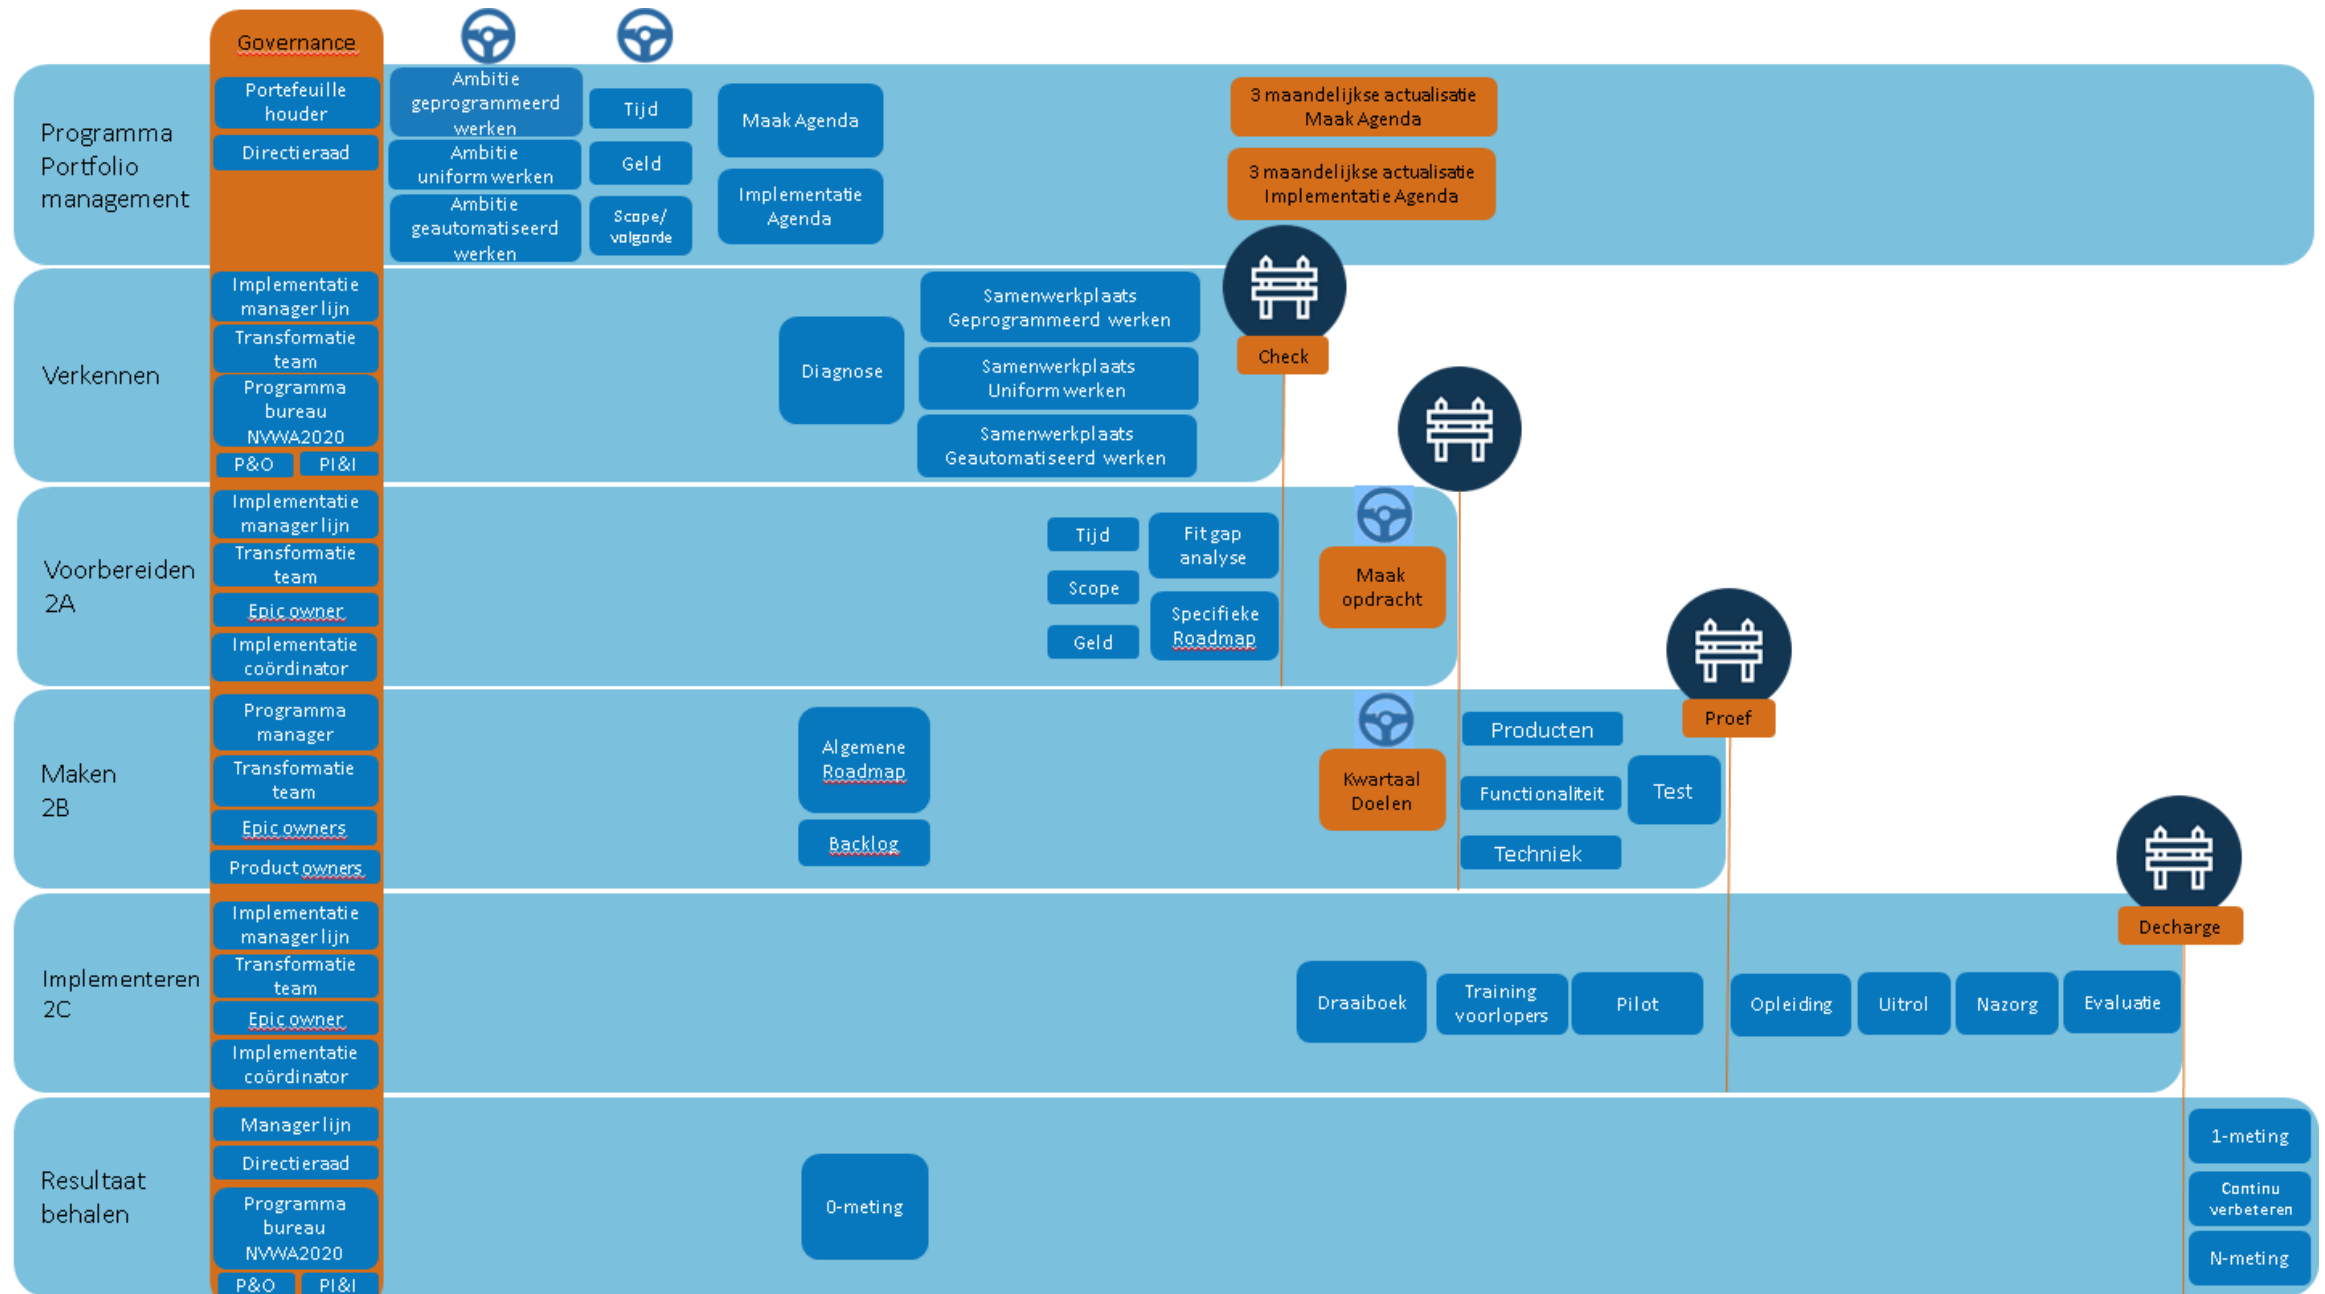 Governance
Programma
Portfolio
management
Portefeuille
houder
Directieraad
Ambitie
geprogrammeerd
werken
Ambitie
uniform werken
Ambitie
geautomatiseerd
werken
Tijd
Geld
Scope/
volgorde
Maak Agenda
Implementatie
Agenda
3 maandelijkse actualisatie
Maak Agenda
3 maandelijkse actualisatie
Implementatie Agenda
Verkennen
Implementatie
manager lijn
Transformatie
team
Programma
bureau
NVWA2020
P&O
PI&I
Diagnose
Samenwerkplaats
Geprogrammeerd werken
Samenwerkplaats
Uniform werken
Samenwerkplaats
Geautomatiseerd werken
Check
Voorbereiden
2A
Implementatie
manager lijn
Transformatie
team
Epic owner
Implementatie
coördinator
Tijd
Scope
Geld
Fit gap
analyse
Specifieke
Roadmap
Maak
opdracht
Maken
2B
Programma
manager
Transformatie
team
Epic owners
Product owners
Algemene
Roadmap
Backlog
Kwartaal
Doelen
Producten
Functionaliteit
Techniek
Test
Proef
Implementeren
2C
Implementatie
manager lijn
Transformatie
team
Epic owner
Implementatie
coördinator
Draaiboek
Training
voorlopers
Pilot
Opleiding
Uitrol
Nazorg
Evaluatie
Decharge
Resultaat
behalen
Manager lijn
Directieraad
Programma
bureau
NVWA2020
P&O
PI&I
0-meting
1-meting
Continu
verbeteren
N-meting